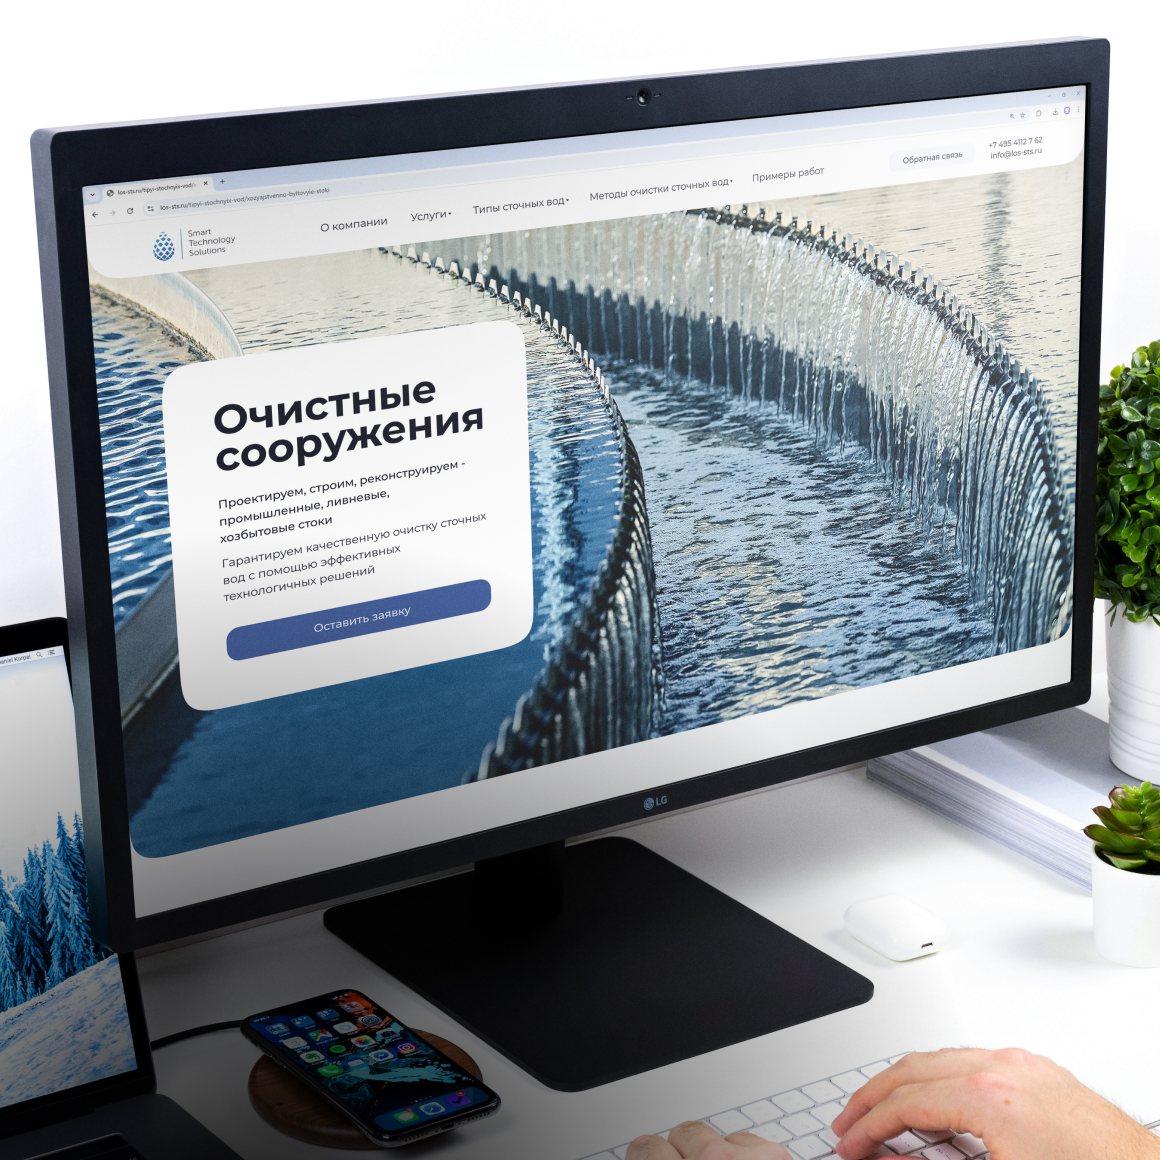 los-sts.ru/tipyi-stochnyix-vod/
los-sts.ru/tipyi-stochnyix-vod/xozyajstvenno-byitovyie-stoki
Smart
Technology
Solutions
О компании
Услуги
Типы сточных вод
Методы очистки сточных вод
Примеры работ
Обратная связь
+7 495 4112 7 62
info@los-sts.ru
Очистные
сооружения
Проектируем, строим, реконструируем -
промышленные, ливневые,
хозбытовые стоки
Гарантируем качественную очистку сточных
вод с помощью эффективных
технологичных решений
Оставить заявку
LG
aniel Korpai